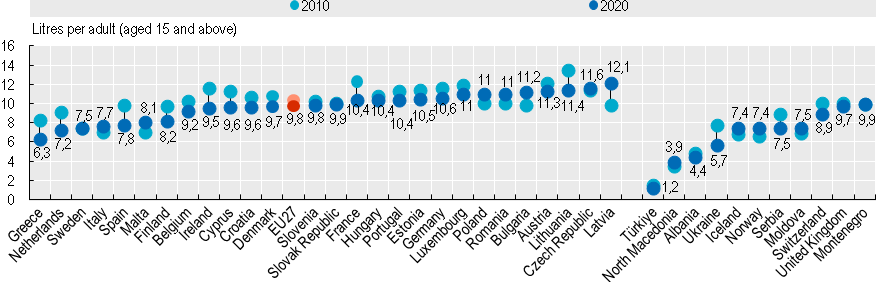 2010 2020
Litres per adult (aged 15 and above)
16
14
12
10
8
6
4
2
0
6,3 7,2 7,5 7,7 7,8 8,1 8,2 9,2 9,5 9,6 9,6 9,7 9,8 9,8 9,9 10,4 10,4 10,4 10,5 10,6 11 11 11 11,2 11,3 11,4 11,6 12,1 1,2 3,9 4,4 5,7 7,4 7,4 7,5 7,5 8,9 9,7 9,9
Greece
Netherlands
Sweden
Italy
Spain
Malta
Finland
Belgium
Ireland
Cyprus
Croatia
Denmark
EU27
Slovenia
Slovak Republic
France
Hungary
Portugal
Estonia
Germany
Luxembourg
Poland
Romania
Bulgaria
Austria
Lithuania
Czech Republic
Latvia
Türkiye
North Macedonia
Albania
Ukraine
Iceland
Norway
Serbia
Moldova
Switzerland
United Kingdom
Montenegro